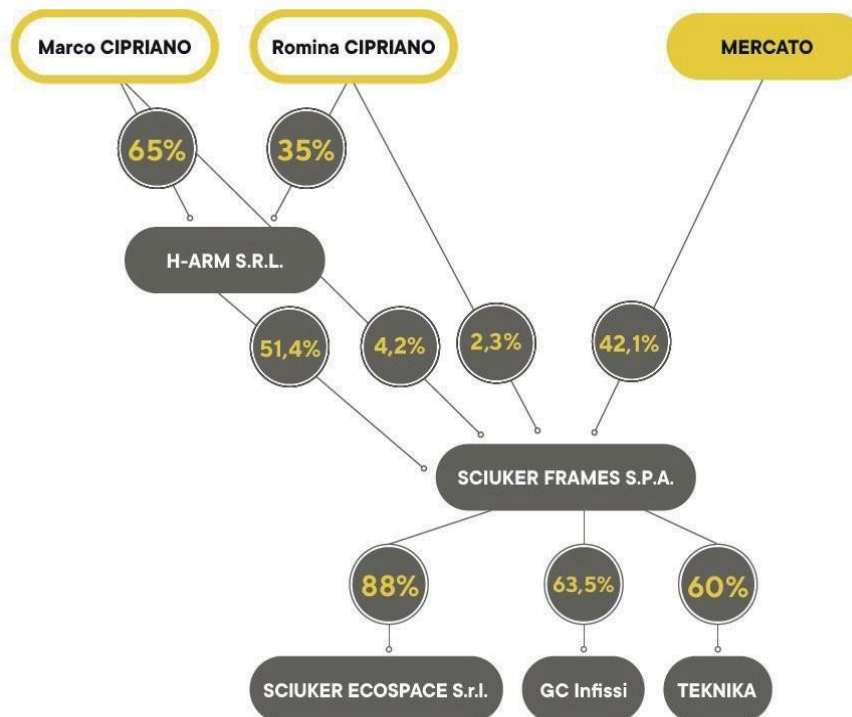 Marco CIPRIANO
Romina CIPRIANO
MERCATO
65%
35%
H-ARM S.R.L.
51,4%
4,2%
2,3%
42,1%
SCIUKER FRAMES S.P.A.
88%
63,5%
60%
SCIUKER ECOSPACE S.r.l.
GC Infissi
TEKNIKA